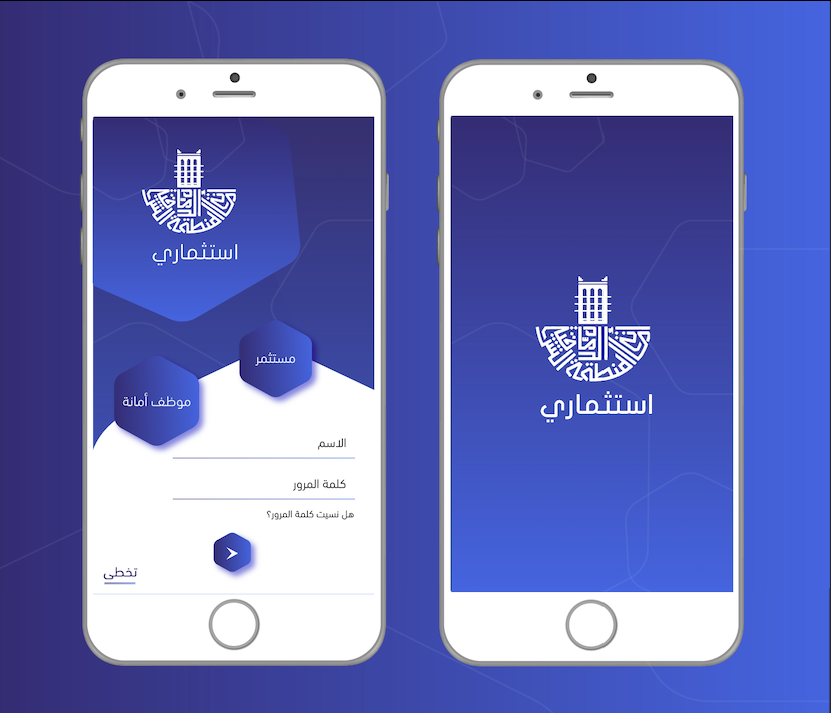 استثماري
مستثمر
موظف أمانة
الاسم
كلمة المرور
هل نسيت كلمة المرور؟
تخطى
استثماري